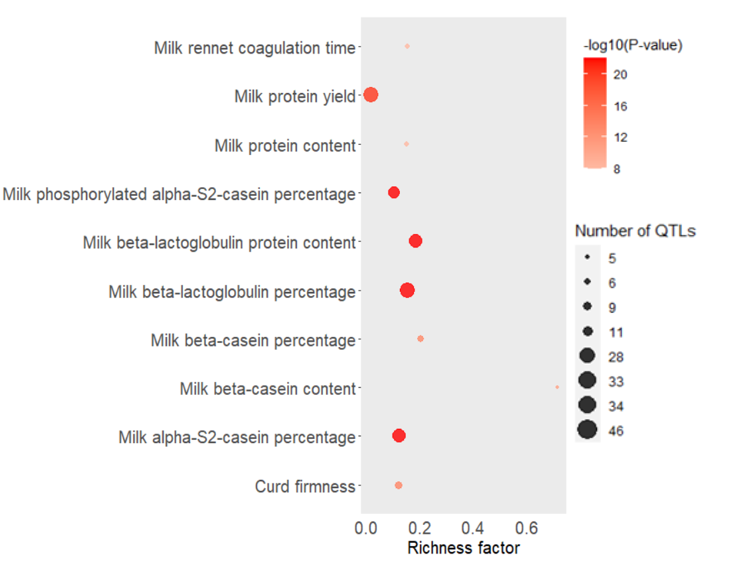 Milk rennet coagulation time
Milk protein yield
Milk protein content
Milk phosphorylated alpha-S2-casein percentage
Milk beta-lactoglobulin protein content
Milk beta-lactoglobulin percentage
Milk beta-casein percentage
Milk beta-casein content
Milk alpha-S2-casein percentage
Curd firmness
0.0 0.2 0.4 0.6
Richness factor
-log10(P-value)
20
16
12
8
Number of QTLs
5
6
9
11
28
33
34
46